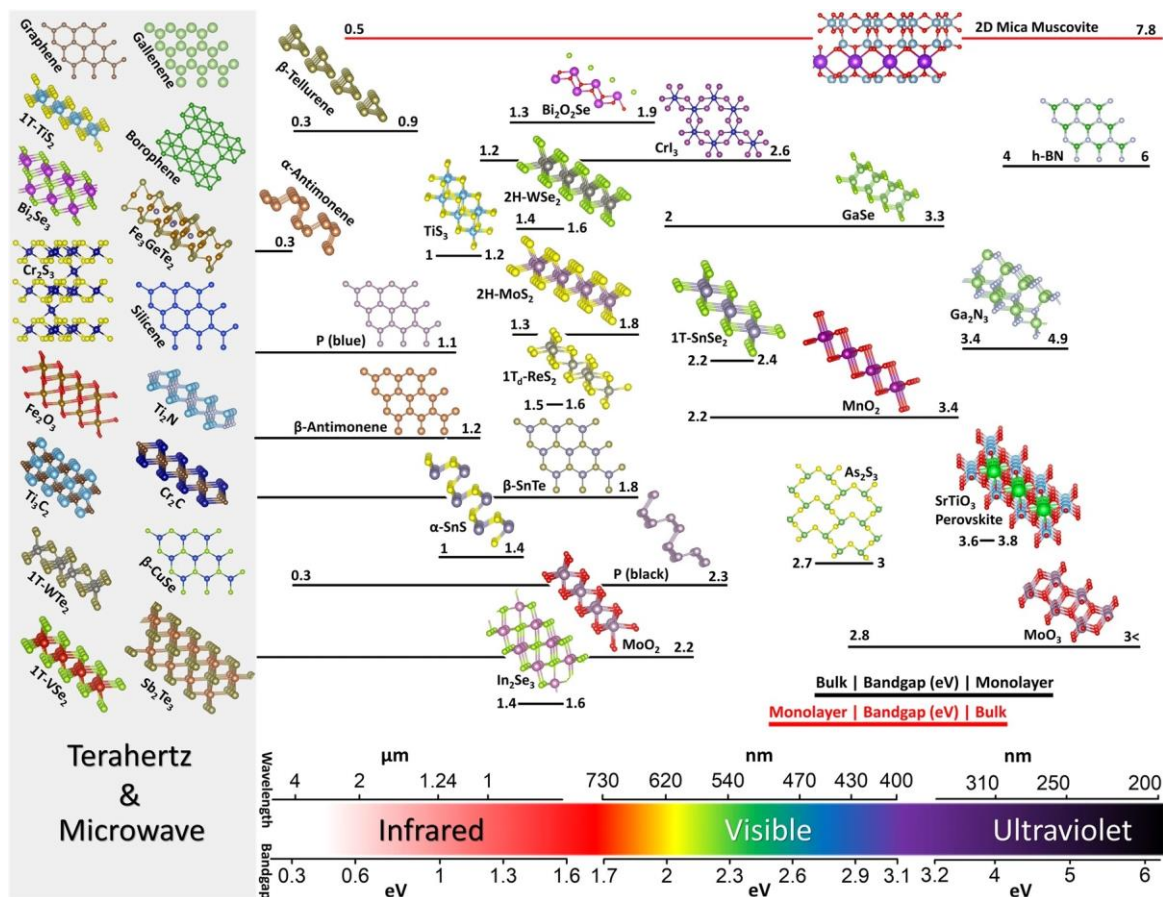 Graphene
Gallenene
1T-TiS2
Borophene
Bi2Se3
Fe3GeTe2
Cr2S3
Silicene
Fe2O3
Ti2N
Ti3C2
Cr2C
1T-WTe2
β-CuSe
1T-VSe2
Sb2Te3
Terahertz
&
Microwave
0.5 2D Mica Muscovite 7.8
β-Tellurene
0.3 0.9
Bi2O2Se
1.3 1.9
CrI3
1.2 2.6
h-BN
4 6
α-Antimonene
0.3
TiS3
1 1.2
2H-WSe2
1.4 1.6
GaSe
2 3.3
P (blue)
1.1
2H-MoS2
1.3 1.8
1T-SnSe2
2.2 2.4
Ga2N3
3.4 4.9
1Td-ReS2
1.5 1.6
MnO2
2.2 3.4
β-Antimonene
1.2
β-SnTe
1.8
As2S3
2.7 3
SrTiO3
Perovskite
3.6 3.8
α-SnS
1 1.4
P (black)
0.3 2.3
MoO2
2.2
In2Se3
1.4 1.6
MoO3
2.8 3<
Bulk | Bandgap (eV) | Monolayer
Monolayer | Bandgap (eV) | Bulk
Wavelength
μm nm nm
4 2 1.24 1 730 620 540 470 430 400 310 250 200
Infrared Visible Ultraviolet
Bandgap
0.3 0.6 1 1.3 1.6 1.7 2 2.3 2.6 2.9 3.1 3.2 4 5 6
eV eV eV